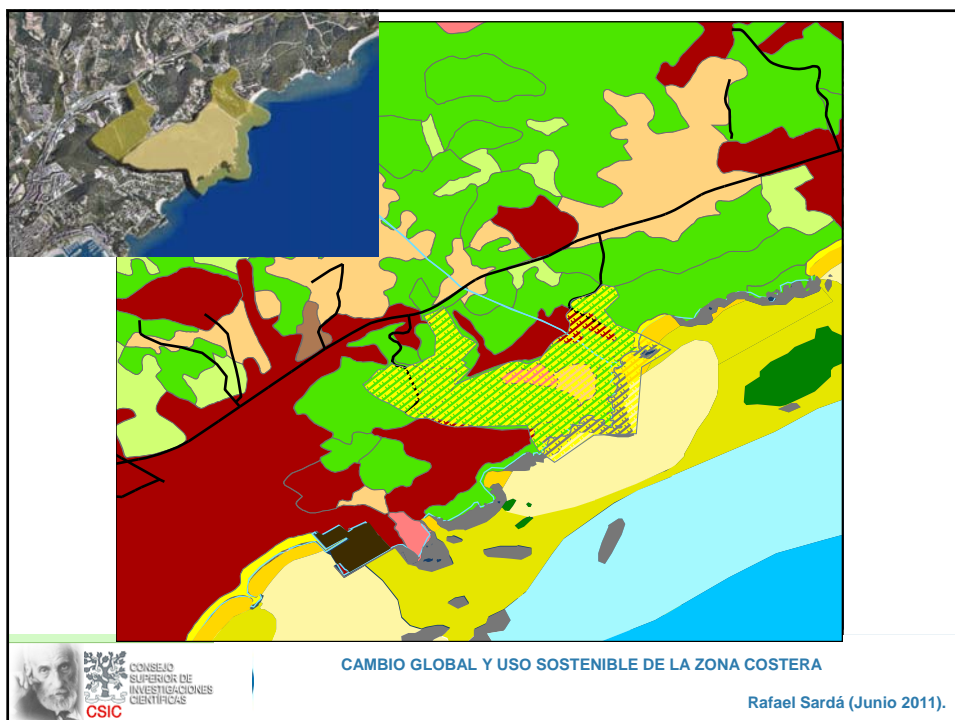 CONSEJO
SUPERIOR DE
INVESTIGACIONES
CIENTÍFICAS
CSIC
CAMBIO GLOBAL Y USO SOSTENIBLE DE LA ZONA COSTERA
Rafael Sardá (Junio 2011).